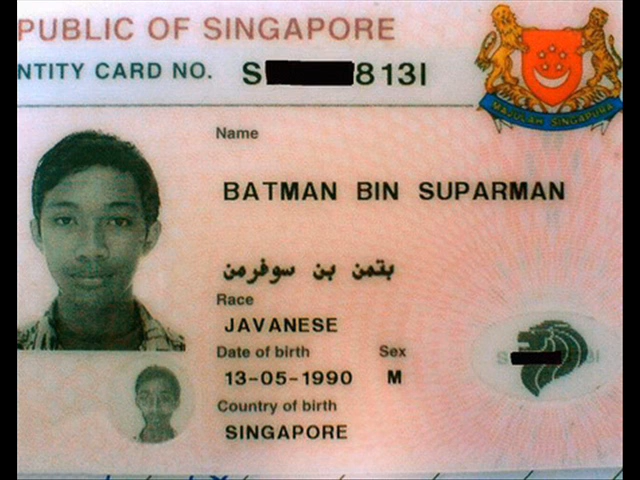 PUBLIC OF SINGAPORE
NTITY CARD NO. S 8131
MAJULAH SINGAPURA
Name
BATMAN BIN SUPARMAN
بتمن بن سوفرمن
Race
JAVANESE
Date of birth Sex
13-05-1990 M
Country of birth
SINGAPORE